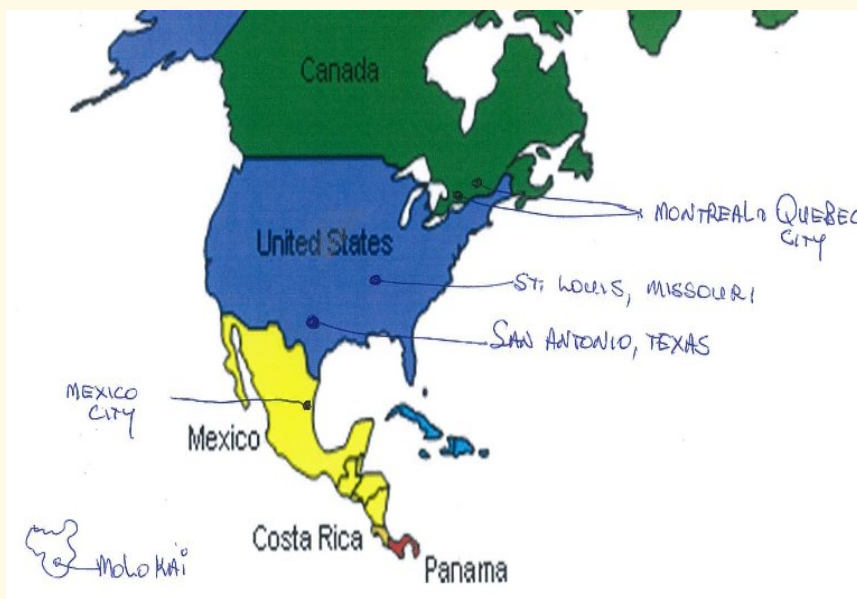 Canada
MONTREAL & QUEBEC
CITY
United States
ST. LOUIS, MISSOURI
SAN ANTONIO, TEXAS
MEXICO
CITY
Mexico
Costa Rica
MOLOKAI
Panama